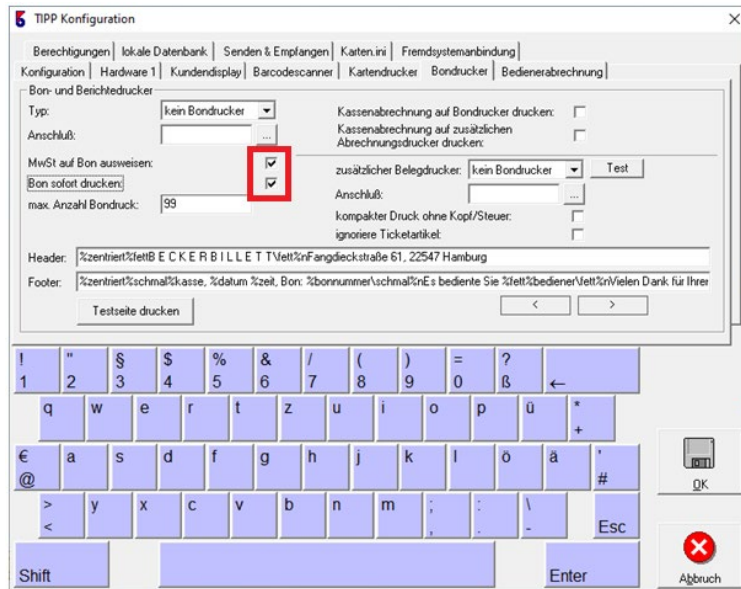 TIPP Konfiguration
Berechtigungen lokale Datenbank Senden & Empfangen Karten.ini Fremdsystemanbindung
Konfiguration Hardware 1 Kundendisplay Barcodescanner Kartendrucker Bondrucker Bedienerabrechnung
Bon- und Berichtedrucker
Typ: kein Bondrucker
Anschluß: ...
MwSt auf Bon ausweisen:
Bon sofort drucken:
max. Anzahl Bondruck: 99
Kassenabrechnung auf Bondrucker drucken:
Kassenabrechnung auf zusätzlichen
Abrechnungsdrucker drucken:
zusätzlicher Belegdrucker: kein Bondrucker Test
Anschluß: ...
kompakter Druck ohne Kopf/Steuer:
ignoriere Ticketartikel:
Header: %zentriert%fettB E C K E R B I L L E T T\fett%nFangdieckstraße 61, 22547 Hamburg
Footer: %zentriert%schmal%kasse, %datum %zeit, Bon: %bonnummer\schmal%nEs bediente Sie %fett%bediener\fett%nVielen Dank für Ihrer
Testseite drucken < >
! " § $ % & / ( ) = ?
1 2 3 4 5 6 7 8 9 0 ß ←
q w e r t z u i o p ü *
+
€ a s d f g h j k l ö ä '
@ #
> y x c v b n m ; : \
< , . - Esc
Shift Enter
OK
Abbruch